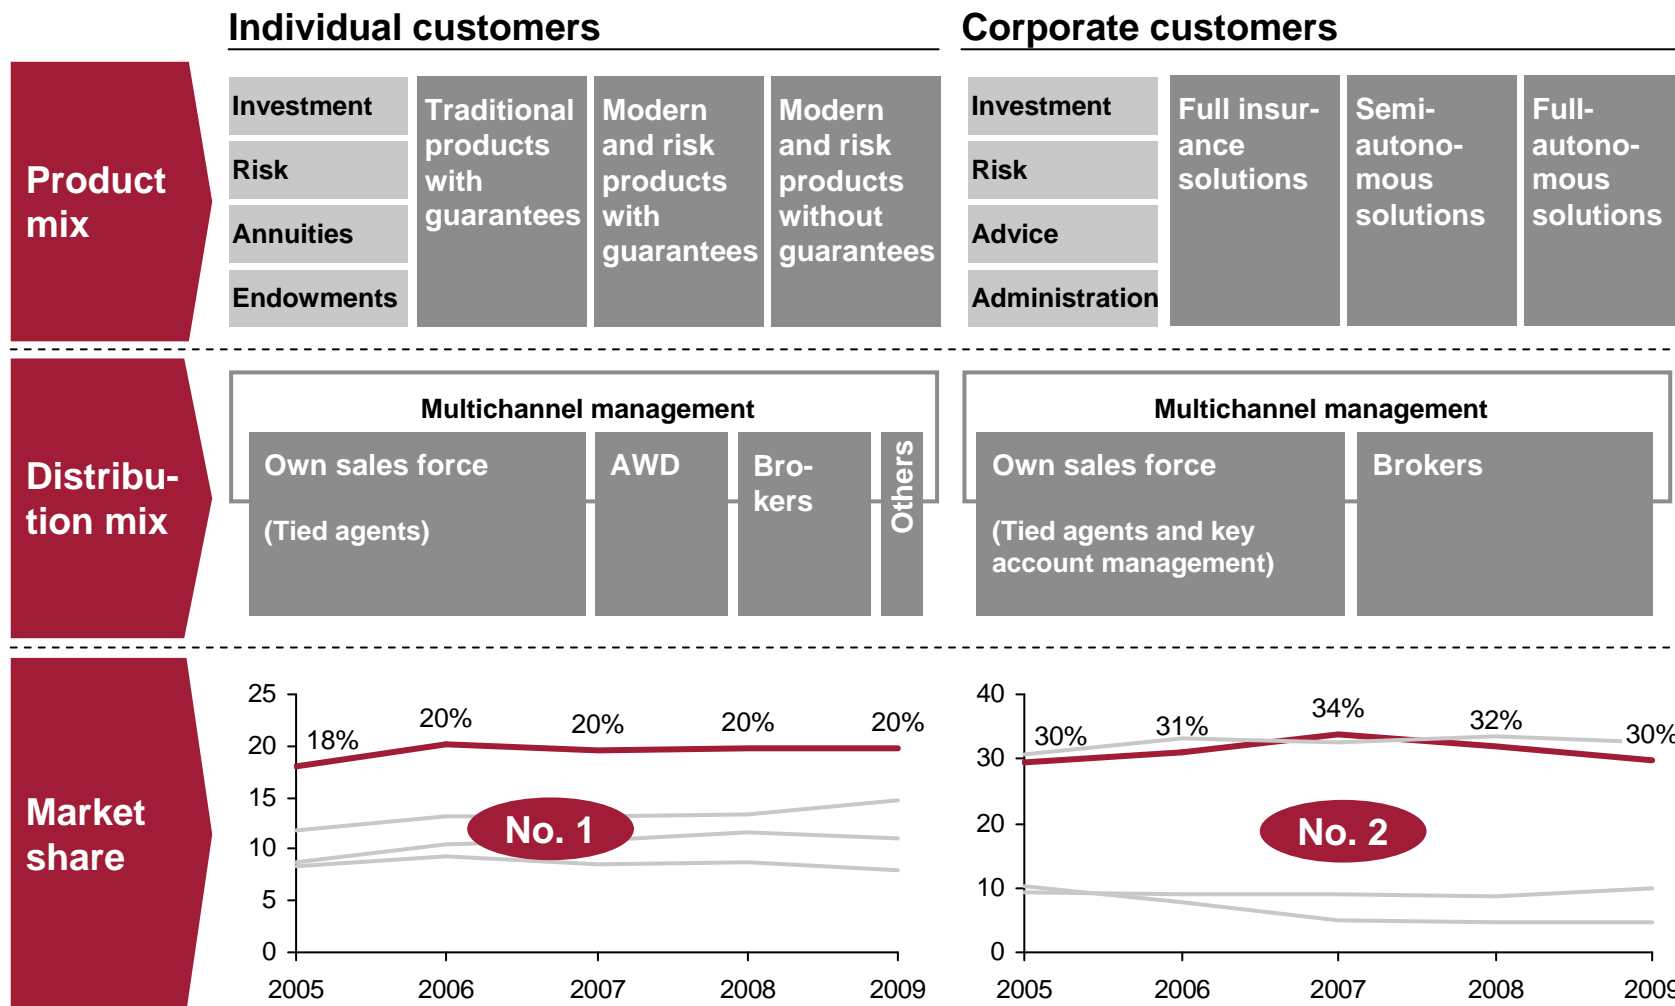 Individual customers
Corporate customers
Product
mix
Investment
Risk
Annuities
Endowments
Traditional
products
with
guarantees
Modern
and risk
products
with
guarantees
Modern
and risk
products
without
guarantees
Investment
Risk
Advice
Administration
Full insur-
ance
solutions
Semi-
autono-
mous
solutions
Full-
autono-
mous
solutions
Distribu-
tion mix
Multichannel management
Own sales force
(Tied agents)
AWD
Bro-
kers
Others
Multichannel management
Own sales force
(Tied agents and key
account management)
Brokers
Market
share
25
20
15
10
5
0
18%
20%
20%
20%
20%
No. 1
2005
2006
2007
2008
2009
40
30
20
10
0
30%
31%
34%
32%
30%
No. 2
2005
2006
2007
2008
2009